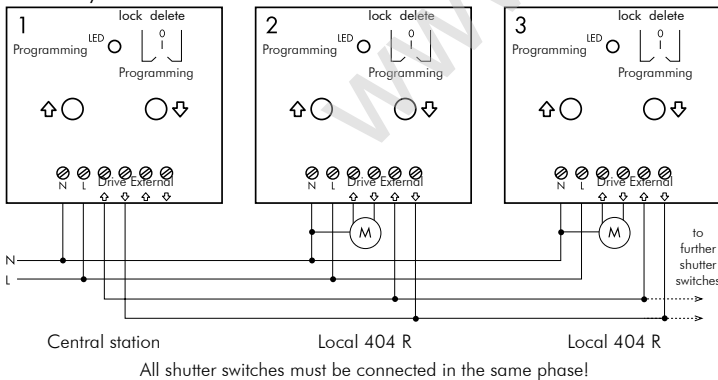 1
lock delete
LED
0
I
Programming
Programming
N L Drive External
2
lock delete
LED
0
I
Programming
Programming
N L Drive External
3
lock delete
LED
0
I
Programming
Programming
N L Drive External
M
M
N
L
to
further
shutter
switches
Central station
Local 404 R
Local 404 R
All shutter switches must be connected in the same phase!